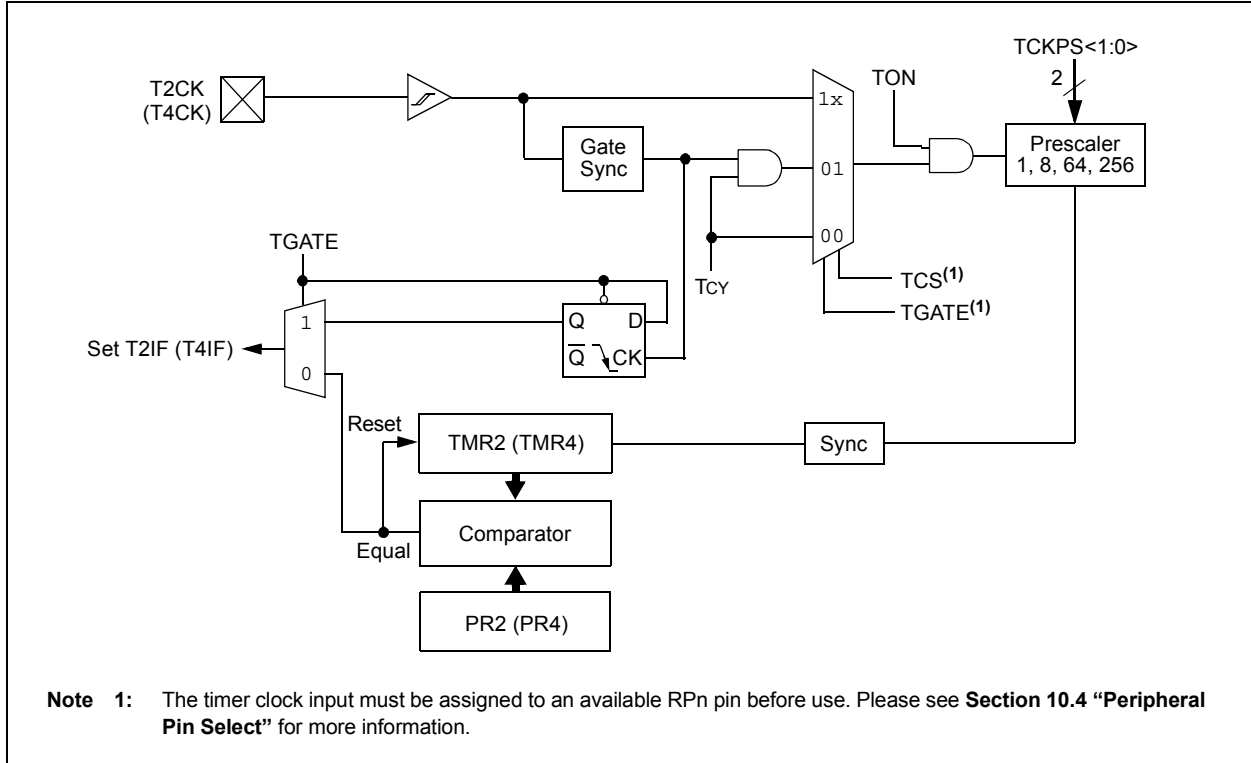 TCKPS<1:0>
2
T2CK
(T4CK)
TON
1x
Prescaler
1, 8, 64, 256
Gate
Sync
01
00
TGATE
TCY
TCS(1)
TGATE(1)
1
Q
D
Set T2IF (T4IF)
Q
CK
0
Reset
TMR2 (TMR4)
Sync
Comparator
Equal
PR2 (PR4)
Note 1: The timer clock input must be assigned to an available RPn pin before use. Please see Section 10.4 “Peripheral
Pin Select” for more information.